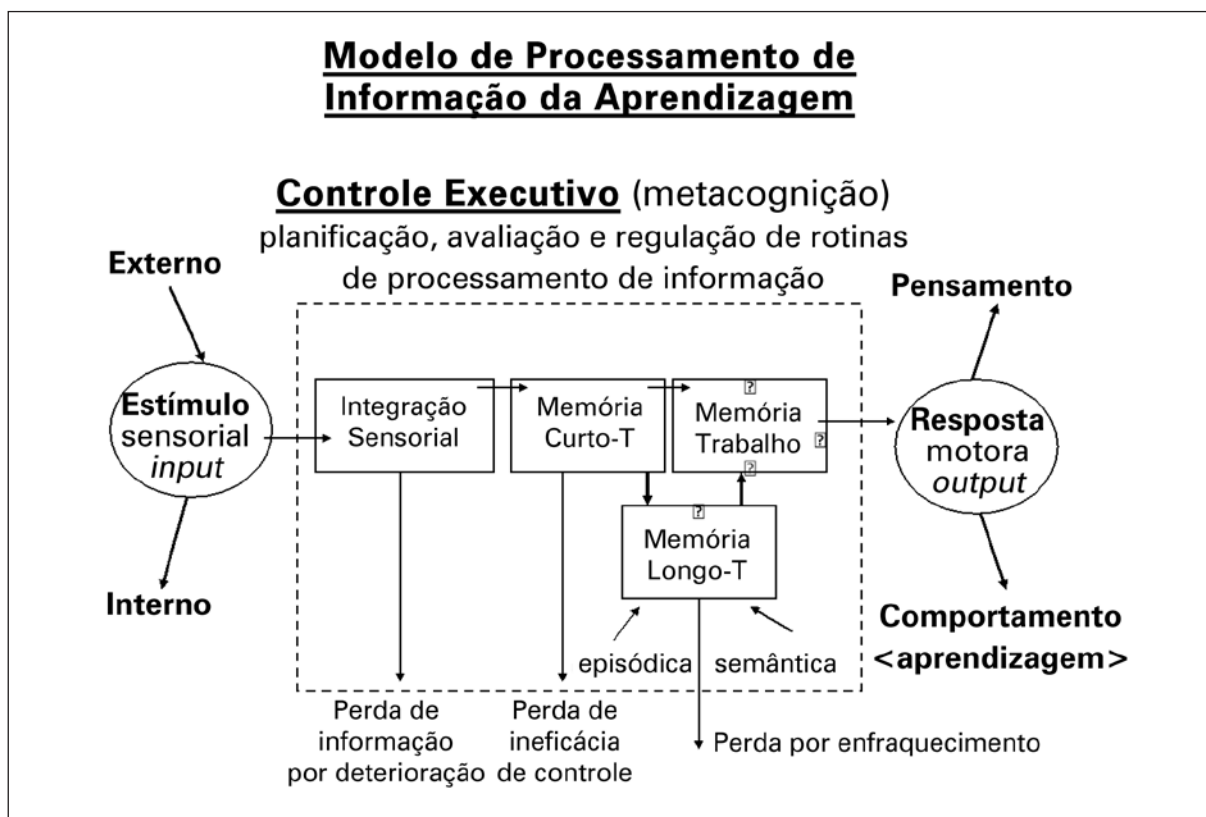 Modelo de Processamento de
Informação da Aprendizagem
Controle Executivo (metacognição)
planificação, avaliação e regulação de rotinas
de processamento de informação
Externo
Estímulo
sensorial
input
Interno
Integração
Sensorial
Memória
Curto-T
Memória
Trabalho
Memória
Longo-T
episódica
semântica
Perda de
informação
por deterioração
Perda de
ineficácia
de controle
Perda por enfraquecimento
Pensamento
Resposta
motora
output
Comportamento
<aprendizagem>